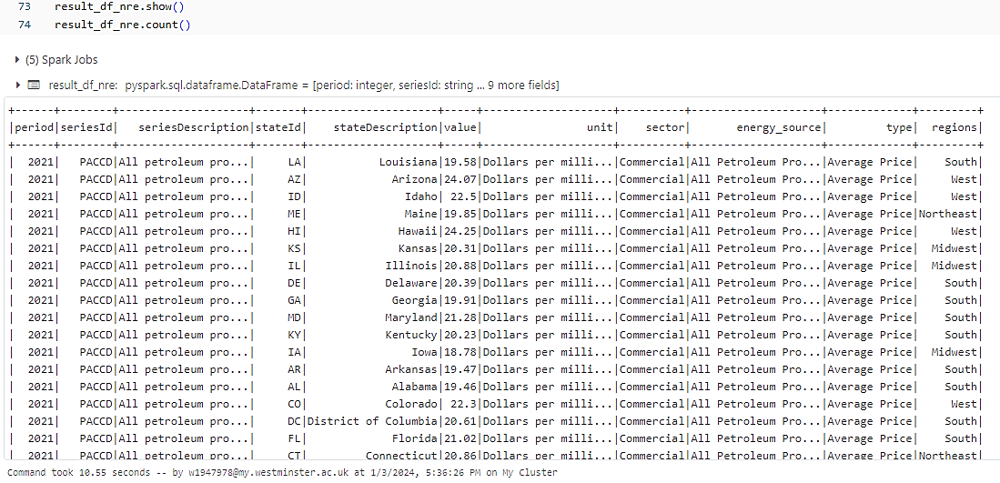 73 result_df_nre.show()
74 result_df_nre.count()
(5) Spark Jobs
result_df_nre: pyspark.sql.dataframe.DataFrame = [period: integer, seriesId: string ... 9 more fields]
+------+--------+--------------------+-------+--------------------+-----+--------------------+----------+--------------------+-------------+---------+
|period|seriesId|   seriesDescription|stateId|    stateDescription|value|                unit|    sector|       energy_source|         type|  regions|
+------+--------+--------------------+-------+--------------------+-----+--------------------+----------+--------------------+-------------+---------+
|  2021|   PACCD|All petroleum pro...|     LA|           Louisiana|19.58|Dollars per milli...|Commercial|All Petroleum Pro...|Average Price|    South|
|  2021|   PACCD|All petroleum pro...|     AZ|             Arizona|24.07|Dollars per milli...|Commercial|All Petroleum Pro...|Average Price|     West|
|  2021|   PACCD|All petroleum pro...|     ID|               Idaho| 22.5|Dollars per milli...|Commercial|All Petroleum Pro...|Average Price|     West|
|  2021|   PACCD|All petroleum pro...|     ME|               Maine|19.85|Dollars per milli...|Commercial|All Petroleum Pro...|Average Price|Northeast|
|  2021|   PACCD|All petroleum pro...|     HI|              Hawaii|24.25|Dollars per milli...|Commercial|All Petroleum Pro...|Average Price|     West|
|  2021|   PACCD|All petroleum pro...|     KS|              Kansas|20.31|Dollars per milli...|Commercial|All Petroleum Pro...|Average Price|  Midwest|
|  2021|   PACCD|All petroleum pro...|     IL|            Illinois|20.88|Dollars per milli...|Commercial|All Petroleum Pro...|Average Price|  Midwest|
|  2021|   PACCD|All petroleum pro...|     DE|            Delaware|20.39|Dollars per milli...|Commercial|All Petroleum Pro...|Average Price|    South|
|  2021|   PACCD|All petroleum pro...|     GA|             Georgia|19.91|Dollars per milli...|Commercial|All Petroleum Pro...|Average Price|    South|
|  2021|   PACCD|All petroleum pro...|     MD|            Maryland|21.28|Dollars per milli...|Commercial|All Petroleum Pro...|Average Price|    South|
|  2021|   PACCD|All petroleum pro...|     KY|            Kentucky|20.23|Dollars per milli...|Commercial|All Petroleum Pro...|Average Price|    South|
|  2021|   PACCD|All petroleum pro...|     IA|                Iowa|18.78|Dollars per milli...|Commercial|All Petroleum Pro...|Average Price|  Midwest|
|  2021|   PACCD|All petroleum pro...|     AR|            Arkansas|19.47|Dollars per milli...|Commercial|All Petroleum Pro...|Average Price|    South|
|  2021|   PACCD|All petroleum pro...|     AL|             Alabama|19.46|Dollars per milli...|Commercial|All Petroleum Pro...|Average Price|    South|
|  2021|   PACCD|All petroleum pro...|     CO|            Colorado| 22.3|Dollars per milli...|Commercial|All Petroleum Pro...|Average Price|     West|
|  2021|   PACCD|All petroleum pro...|     DC|District of Columbia|20.61|Dollars per milli...|Commercial|All Petroleum Pro...|Average Price|    South|
|  2021|   PACCD|All petroleum pro...|     FL|             Florida|21.02|Dollars per milli...|Commercial|All Petroleum Pro...|Average Price|    South|
|  2021|   PACCD|All petroleum pro...|     CT|         Connecticut|20.86|Dollars per milli...|Commercial|All Petroleum Pro...|Average Price|Northeast|
Command took 10.55 seconds -- by w1947978@my.westminster.ac.uk at 1/3/2024, 5:36:26 PM on My Cluster